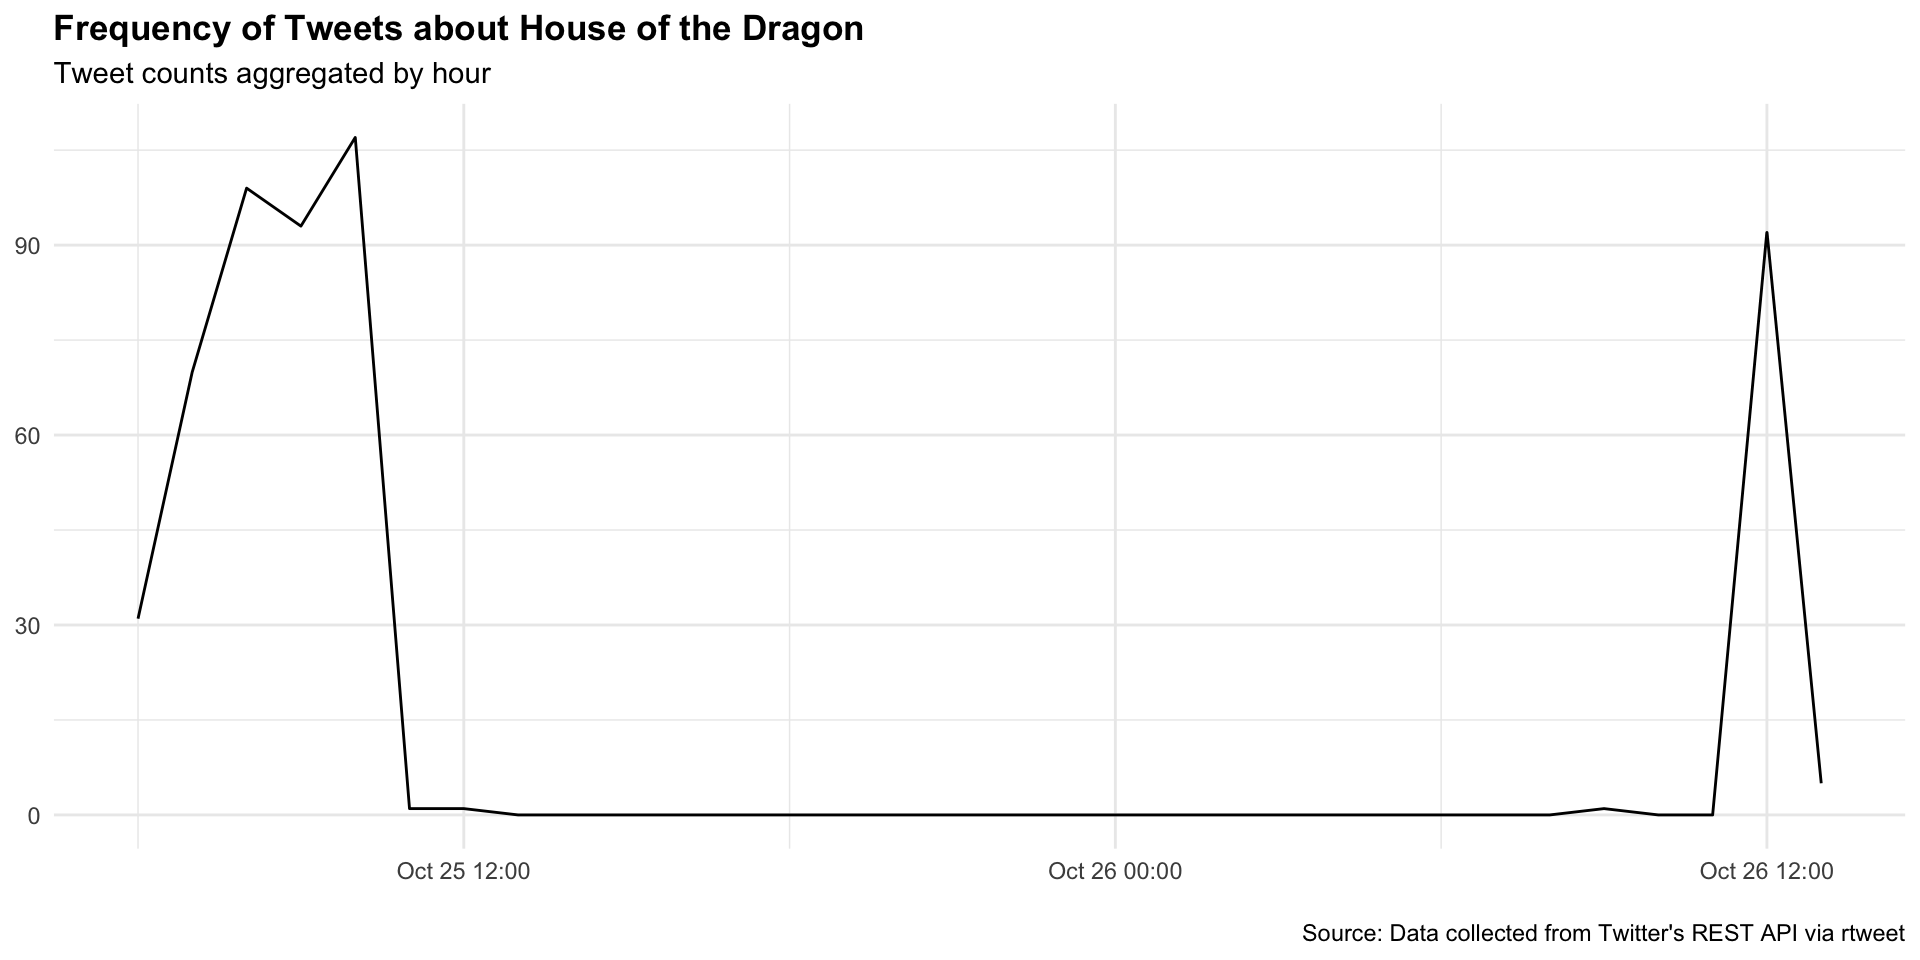 Frequency of Tweets about House of the Dragon
Tweet counts aggregated by hour
90
60
30
0
Oct 25 12:00 Oct 26 00:00 Oct 26 12:00
Source: Data collected from Twitter's REST API via rtweet